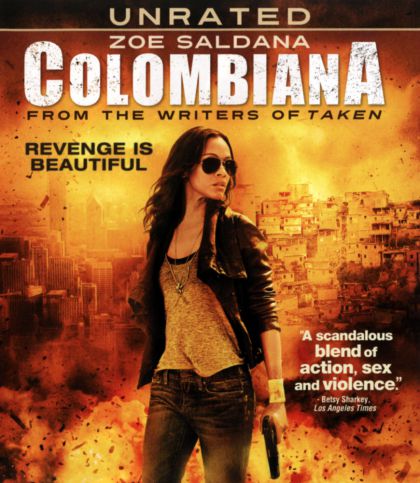 UNRATED
ZOE SALDANA
COLOMBIANA
FROM THE WRITERS OF TAKEN
REVENGE IS
BEAUTIFUL
"A scandalous
blend of
action, sex
and violence."
- Betsy Sharkey,
Los Angeles Times